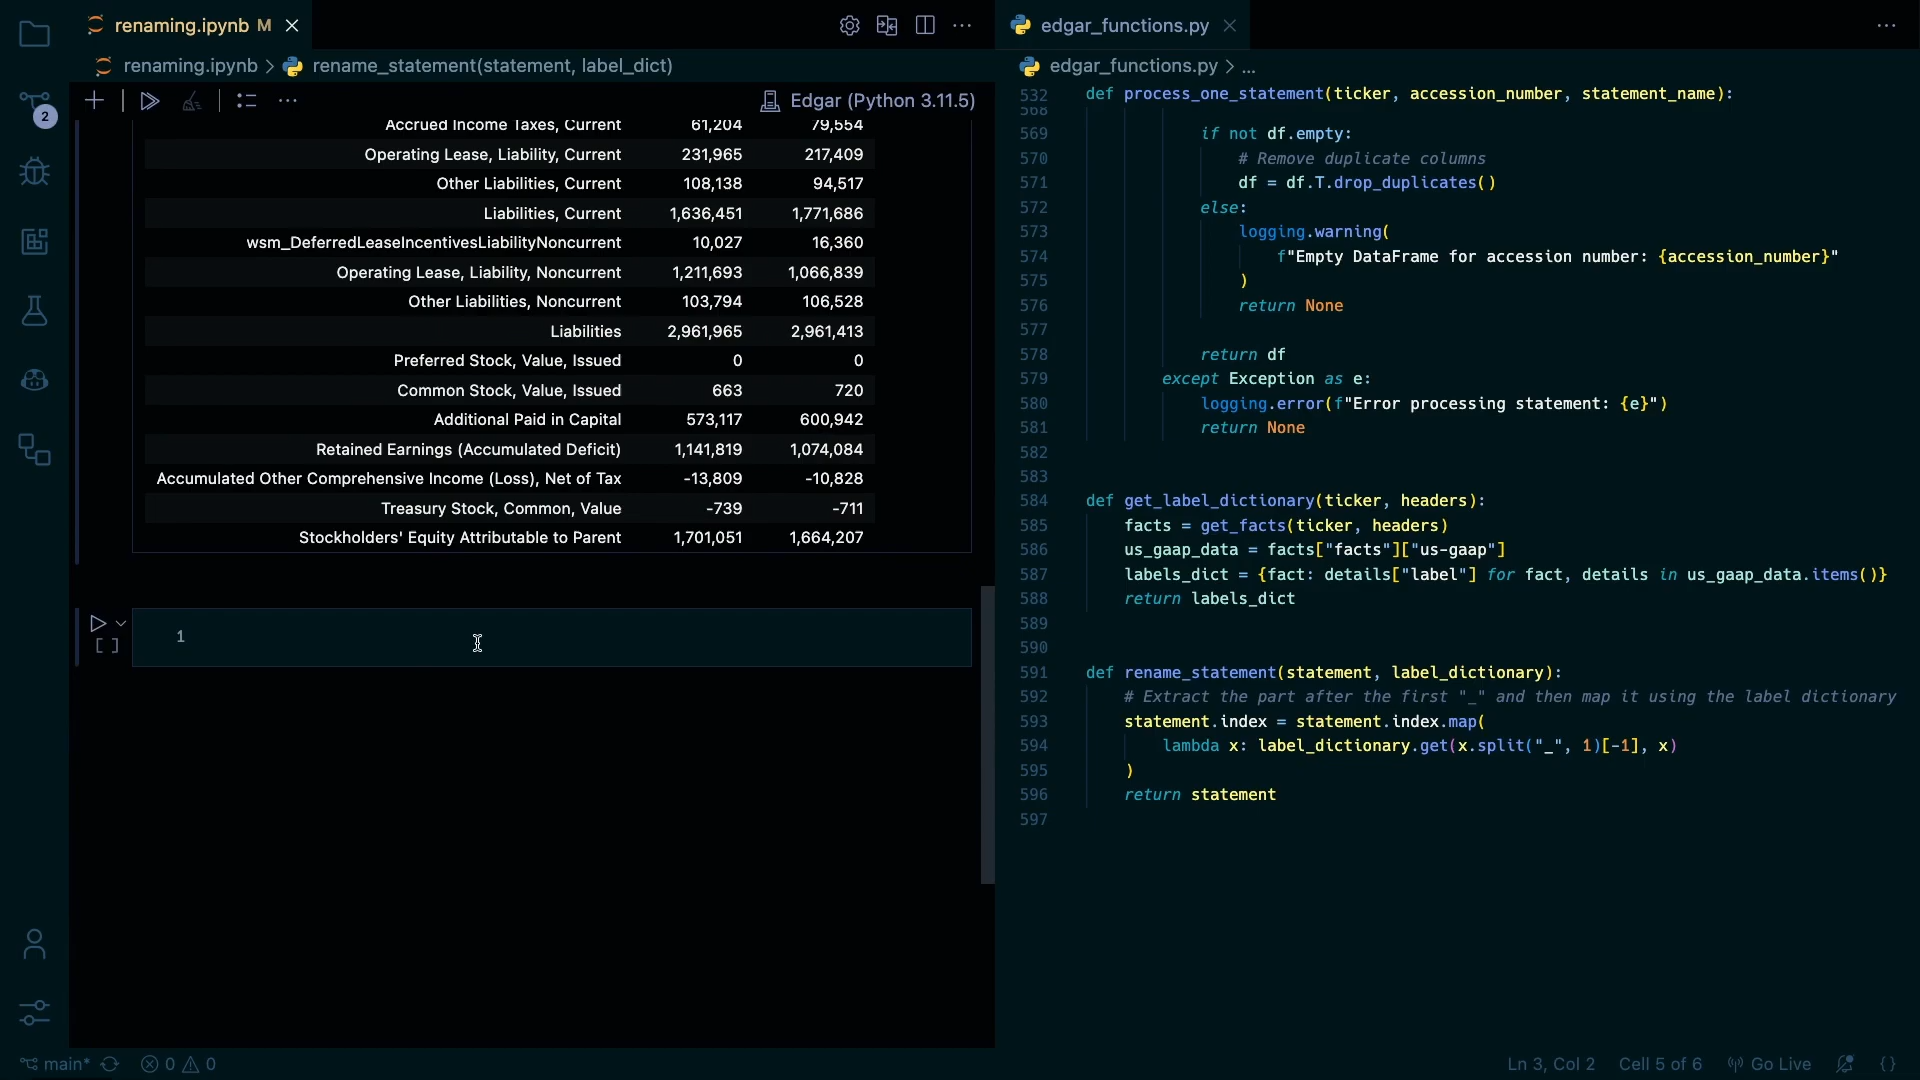 renaming.ipynb M
edgar_functions.py
renaming.ipynb > rename_statement(statement, label_dict)
edgar_functions.py > ...
2
Edgar (Python 3.11.5)
Accrued Income Taxes, Current 61,204 79,554
Operating Lease, Liability, Current 231,965 217,409
Other Liabilities, Current 108,138 94,517
Liabilities, Current 1,636,451 1,771,686
wsm_DeferredLeaseIncentivesLiabilityNoncurrent 10,027 16,360
Operating Lease, Liability, Noncurrent 1,211,693 1,066,839
Other Liabilities, Noncurrent 103,794 106,528
Liabilities 2,961,965 2,961,413
Preferred Stock, Value, Issued 0 0
Common Stock, Value, Issued 663 720
Additional Paid in Capital 573,117 600,942
Retained Earnings (Accumulated Deficit) 1,141,819 1,074,084
Accumulated Other Comprehensive Income (Loss), Net of Tax -13,809 -10,828
Treasury Stock, Common, Value -739 -711
Stockholders' Equity Attributable to Parent 1,701,051 1,664,207
[ ] 1
532 def process_one_statement(ticker, accession_number, statement_name):
568
569 if not df.empty:
570 # Remove duplicate columns
571 df = df.T.drop_duplicates()
572 else:
573 logging.warning(
574 f"Empty DataFrame for accession number: {accession_number}"
575 )
576 return None
577
578 return df
579 except Exception as e:
580 logging.error(f"Error processing statement: {e}")
581 return None
582
583
584 def get_label_dictionary(ticker, headers):
585 facts = get_facts(ticker, headers)
586 us_gaap_data = facts["facts"]["us-gaap"]
587 labels_dict = {fact: details["label"] for fact, details in us_gaap_data.items()}
588 return labels_dict
589
590
591 def rename_statement(statement, label_dictionary):
592 # Extract the part after the first "_" and then map it using the label dictionary
593 statement.index = statement.index.map(
594 lambda x: label_dictionary.get(x.split("_", 1)[-1], x)
595 )
596 return statement
597
main* 0 0
Ln 3, Col 2 Cell 5 of 6 Go Live {}